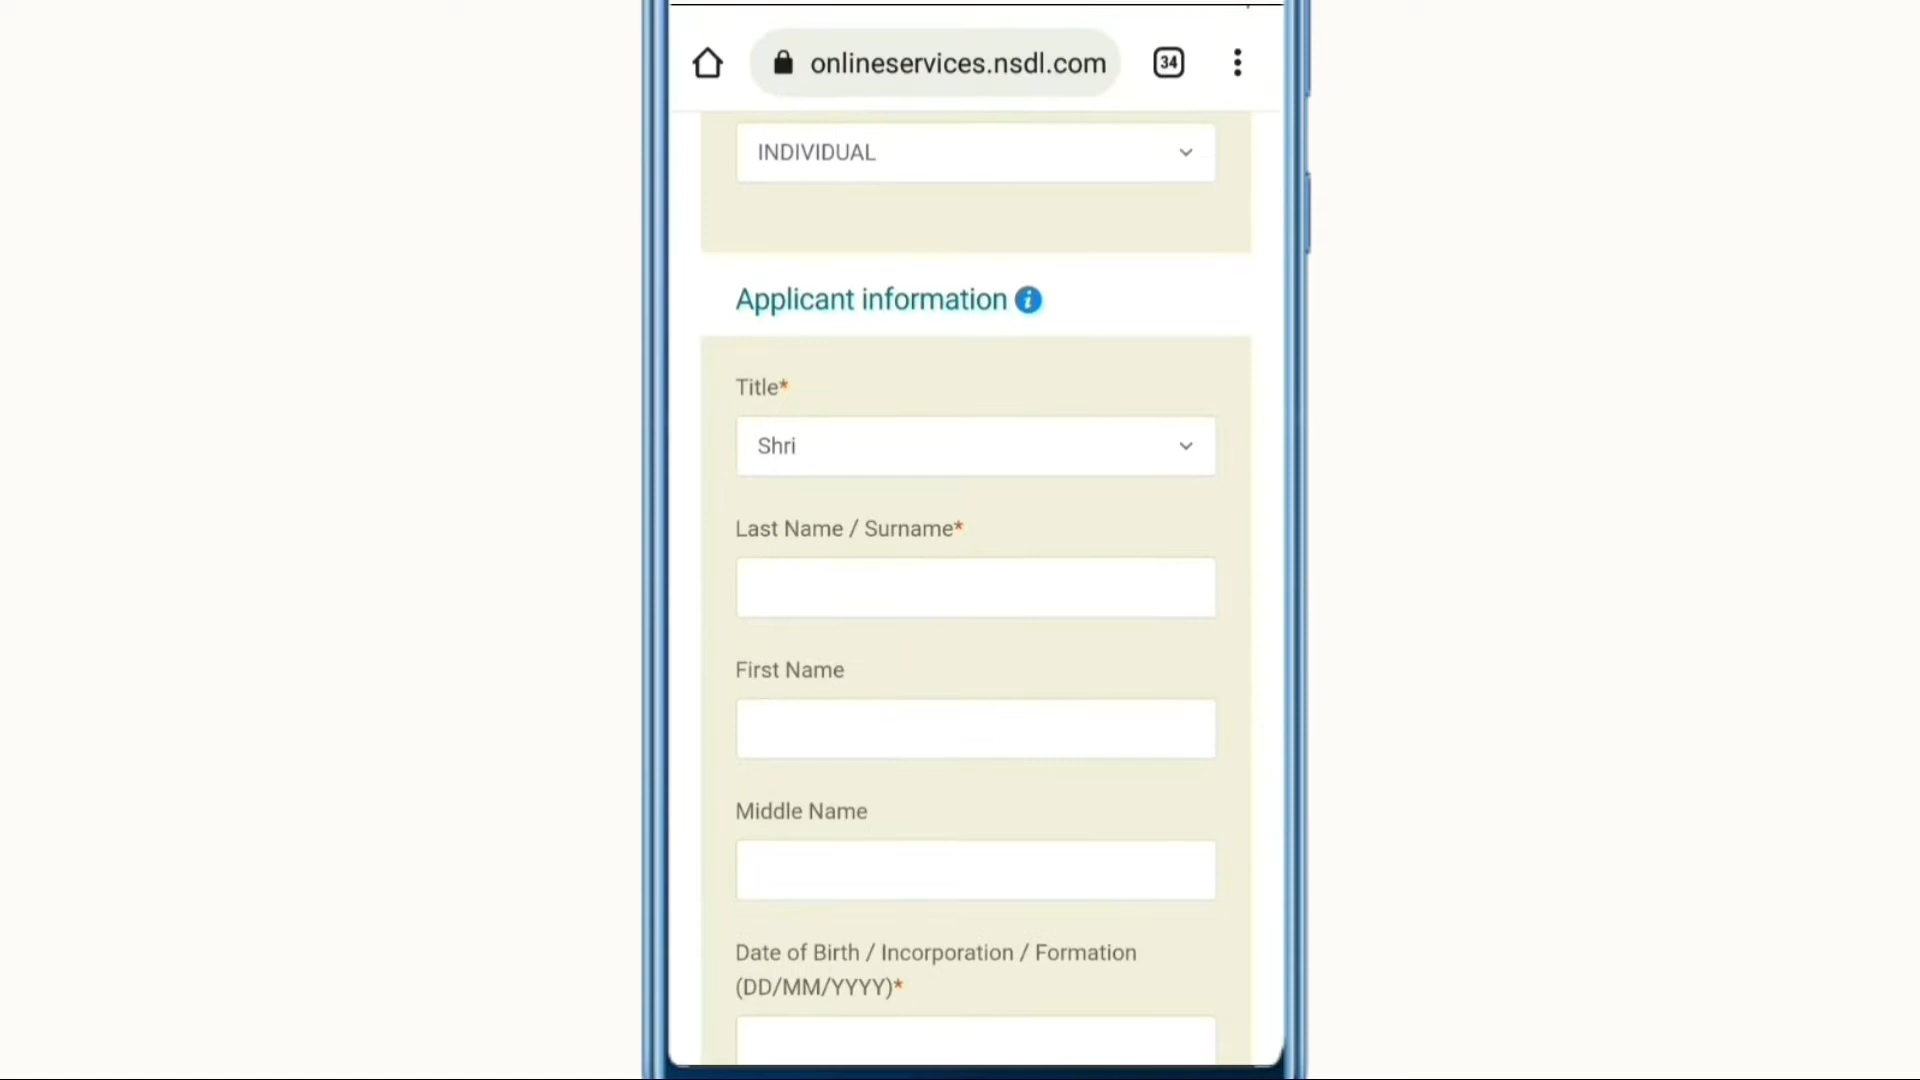 onlineservices.nsdl.com
34
INDIVIDUAL
Applicant information
Title*
Shri
Last Name / Surname*
First Name
Middle Name
Date of Birth / Incorporation / Formation
(DD/MM/YYYY)*